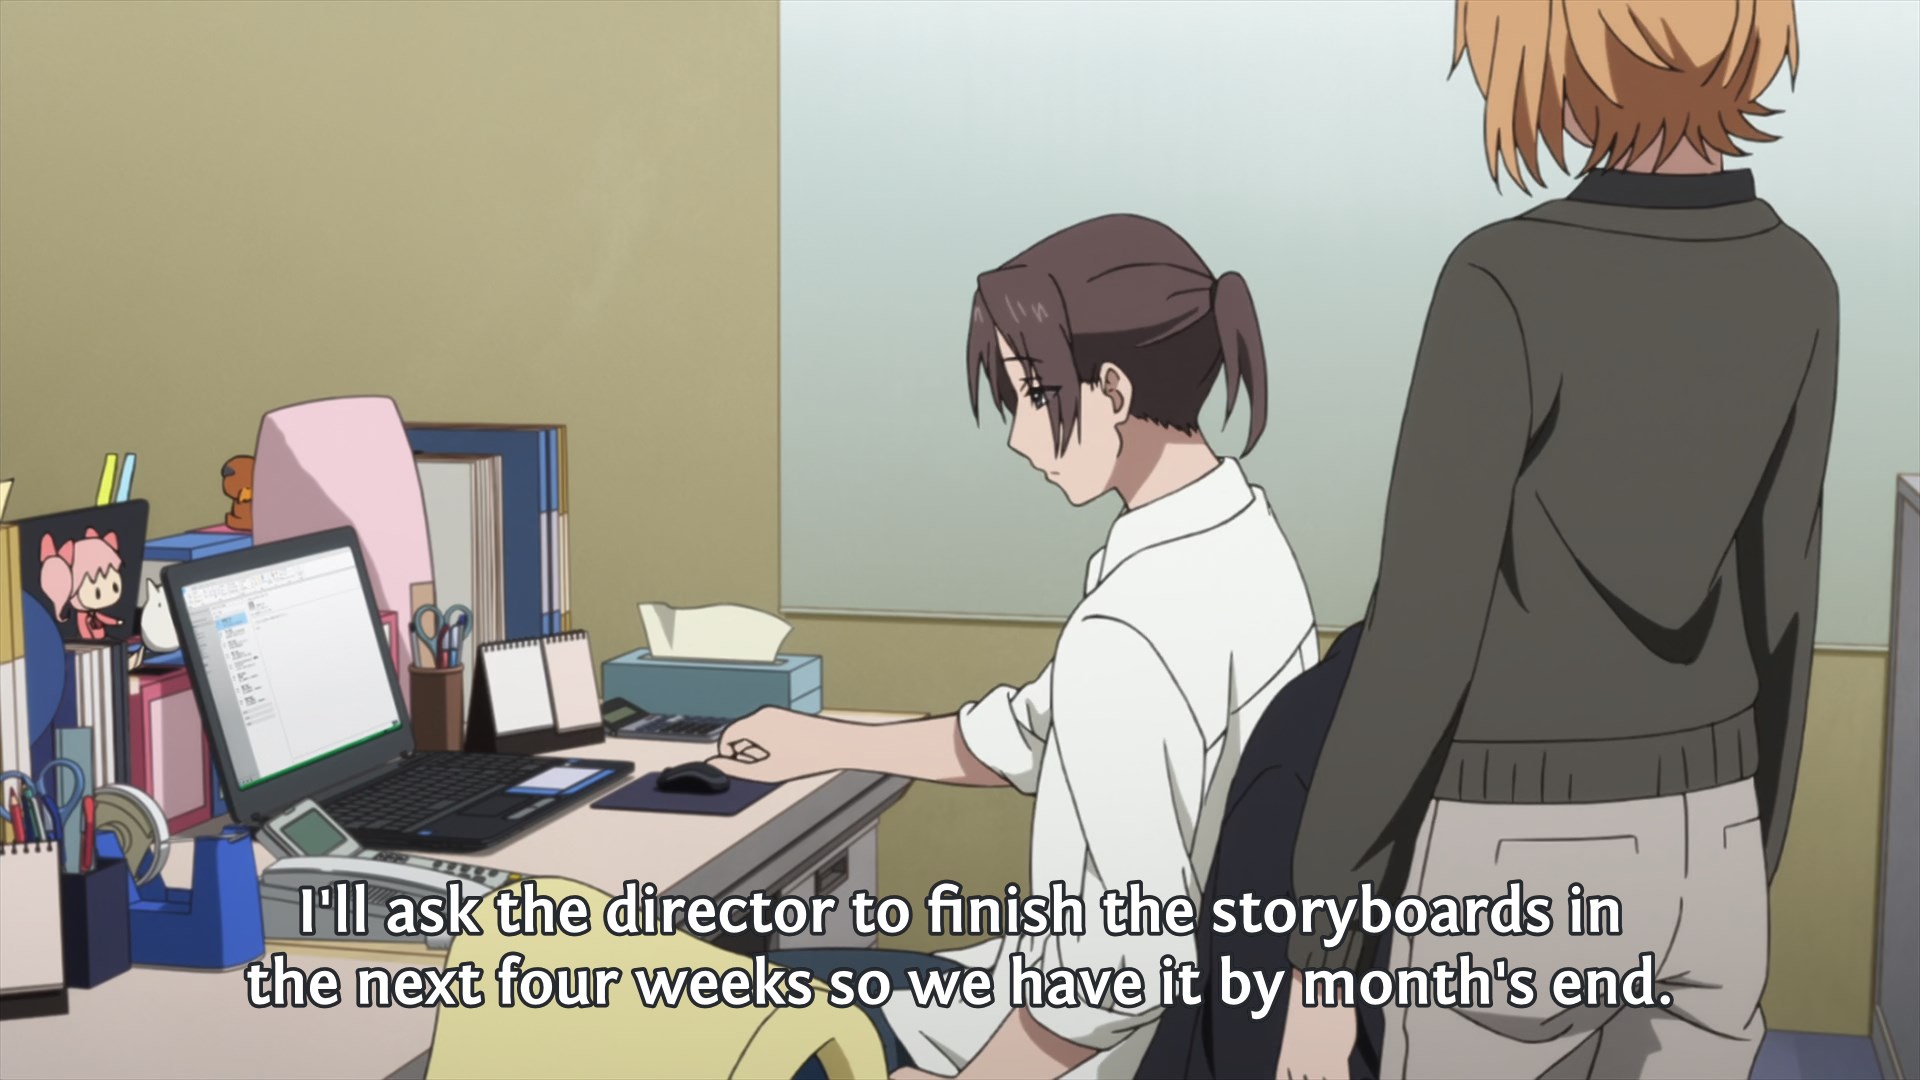 I'll ask the director to finish the storyboards in
the next four weeks so we have it by month's end.